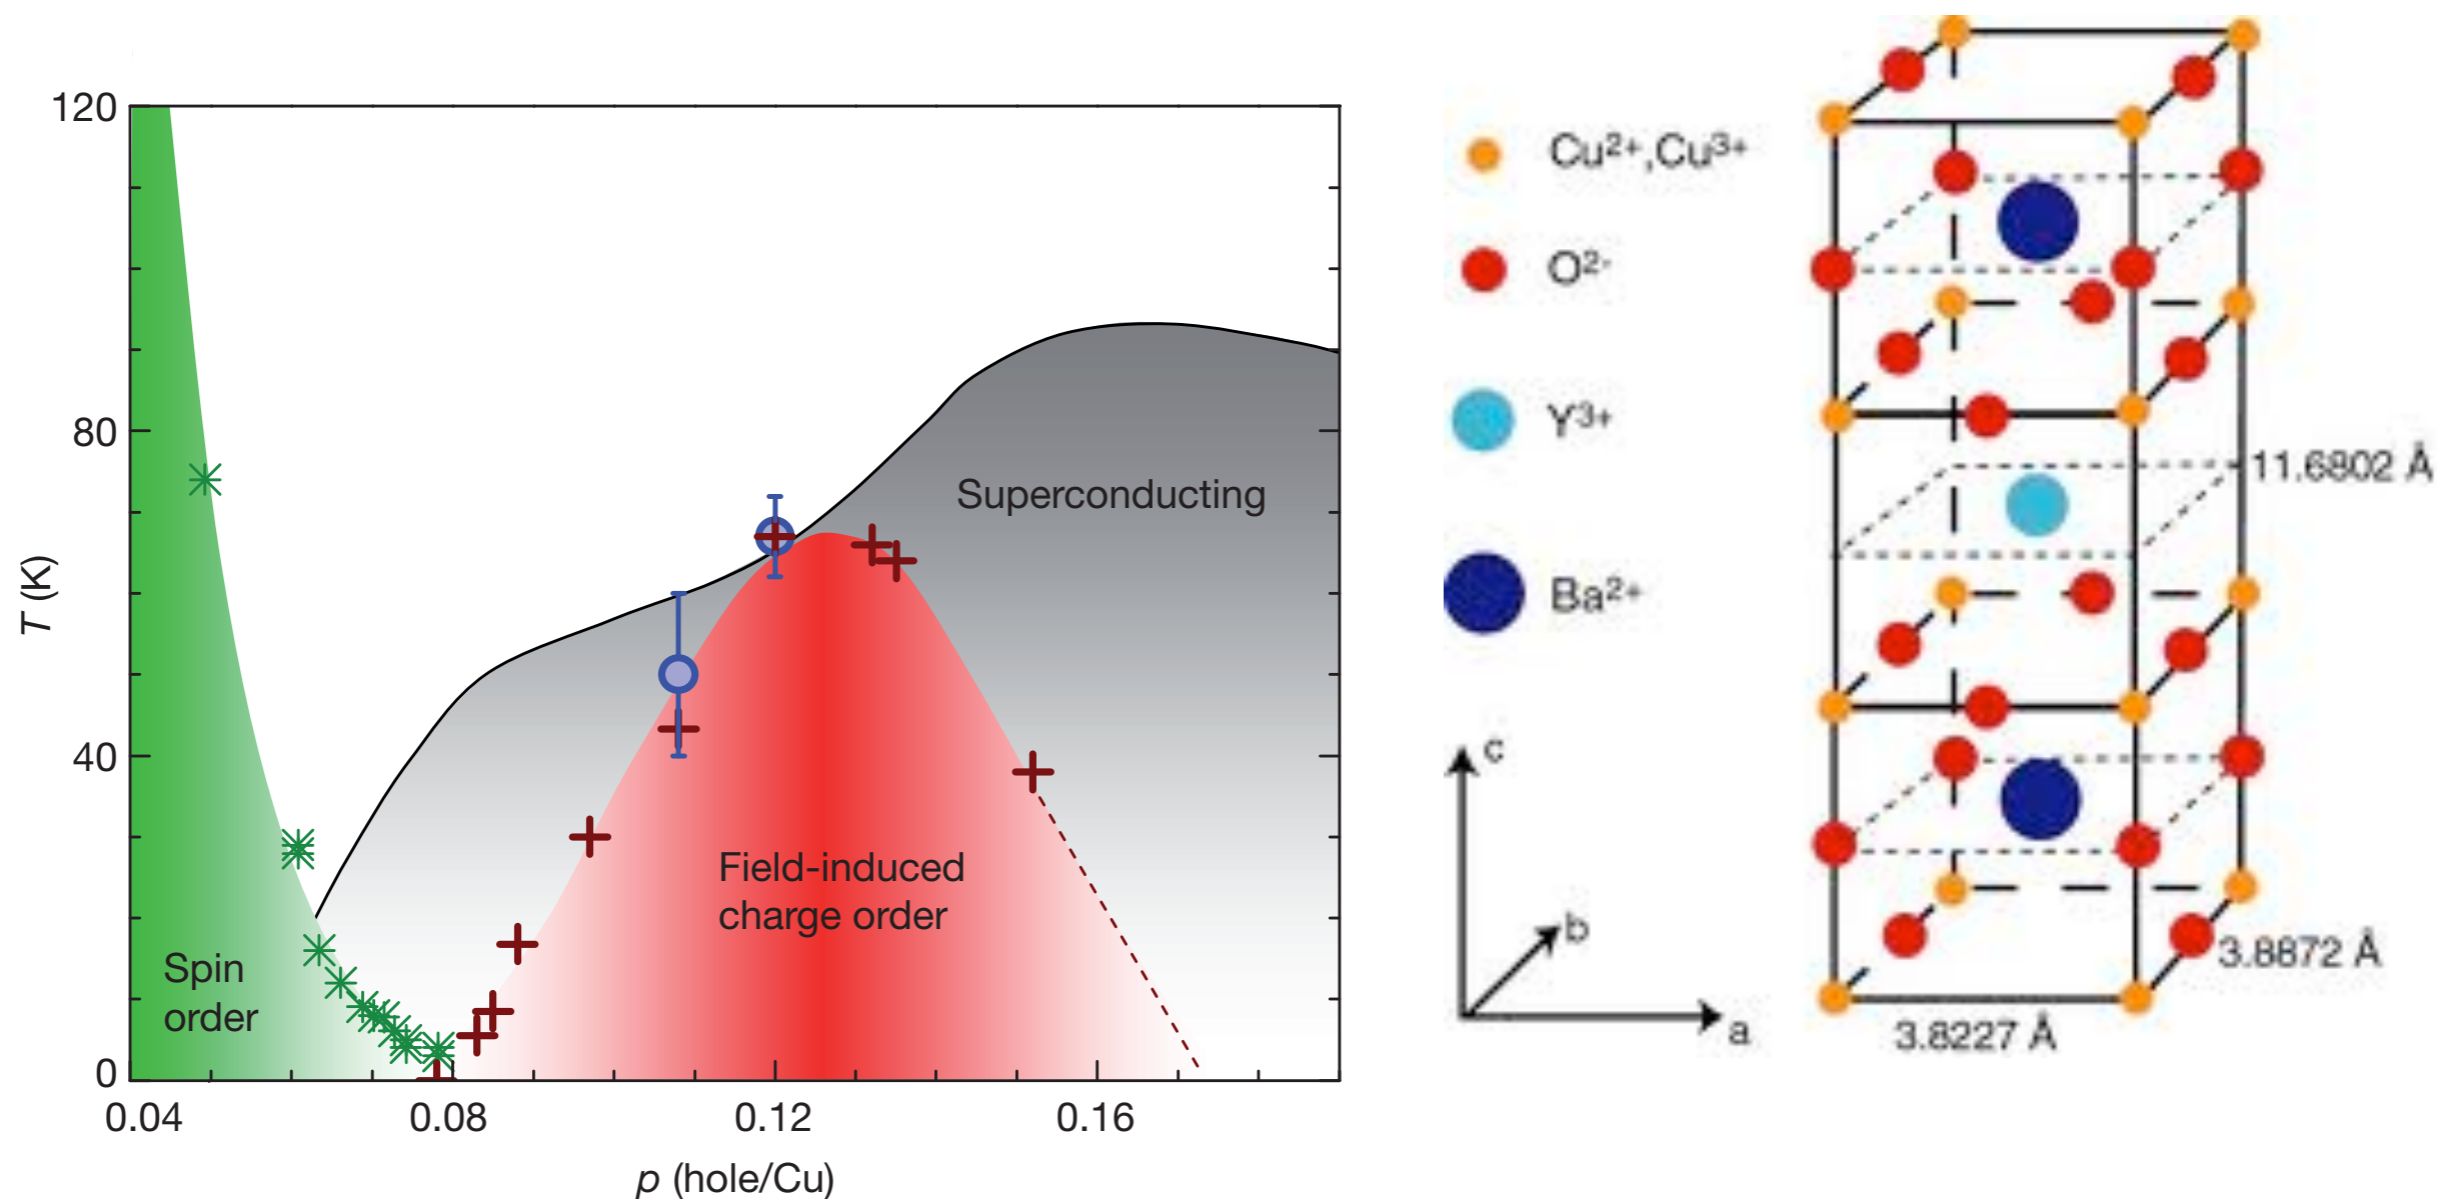 120
80
40
0
T (K)
0.04
0.08
0.12
0.16
p (hole/Cu)
Spin
order
Field-induced
charge order
Superconducting
Cu²⁺,Cu³⁺
O²⁻
Y³⁺
Ba²⁺
c
b
a
11.6802 Å
3.8872 Å
3.8227 Å